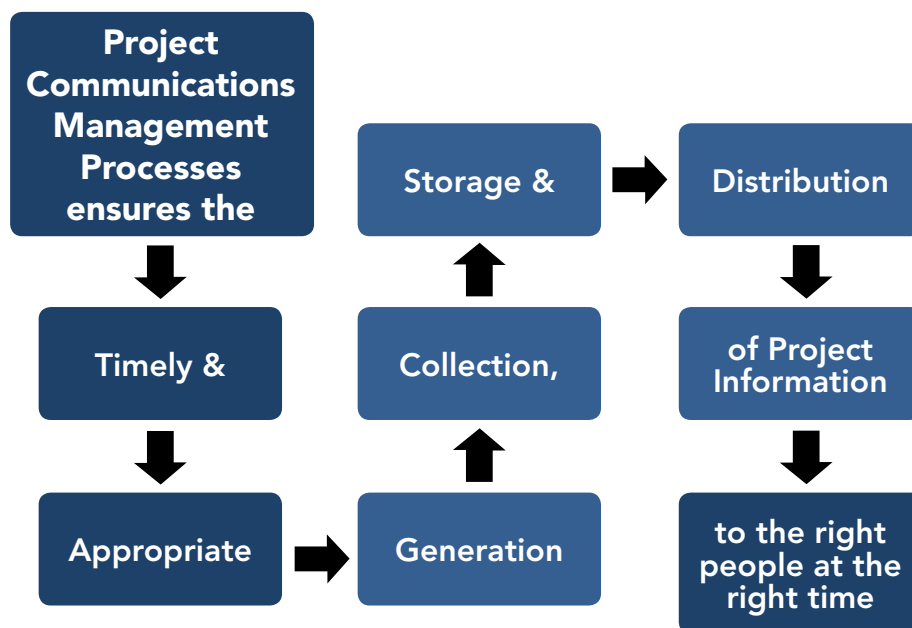 Project
Communications
Management
Processes
ensures the
Timely &
Appropriate
Generation
Collection,
Storage &
Distribution
of Project
Information
to the right
people at the
right time